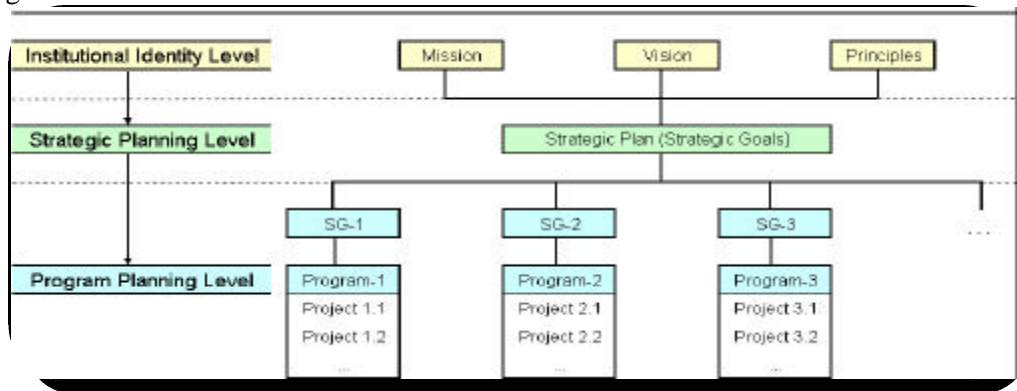 Institutional Identity Level
Mission
Vision
Principles
Strategic Planning Level
Strategic Plan (Strategic Goals)
SG-1
SG-2
SG-3
...
Program Planning Level
Program-1
Project 1.1
Project 1.2
...
Program-2
Project 2.1
Project 2.2
...
Program-3
Project 3.1
Project 3.2
...